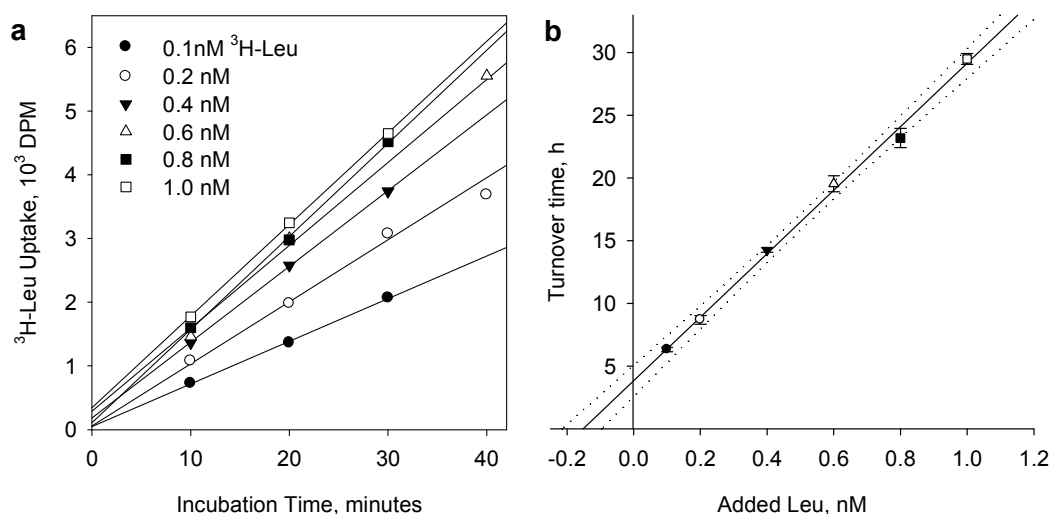 a
6
5
4
3
2
1
0
³H-Leu Uptake, 10³ DPM
0.1nM ³H-Leu
0.2 nM
0.4 nM
0.6 nM
0.8 nM
1.0 nM
0 10 20 30 40
Incubation Time, minutes
b
30
25
20
15
10
5
Turnover time, h
-0.2 0.0 0.2 0.4 0.6 0.8 1.0 1.2
Added Leu, nM